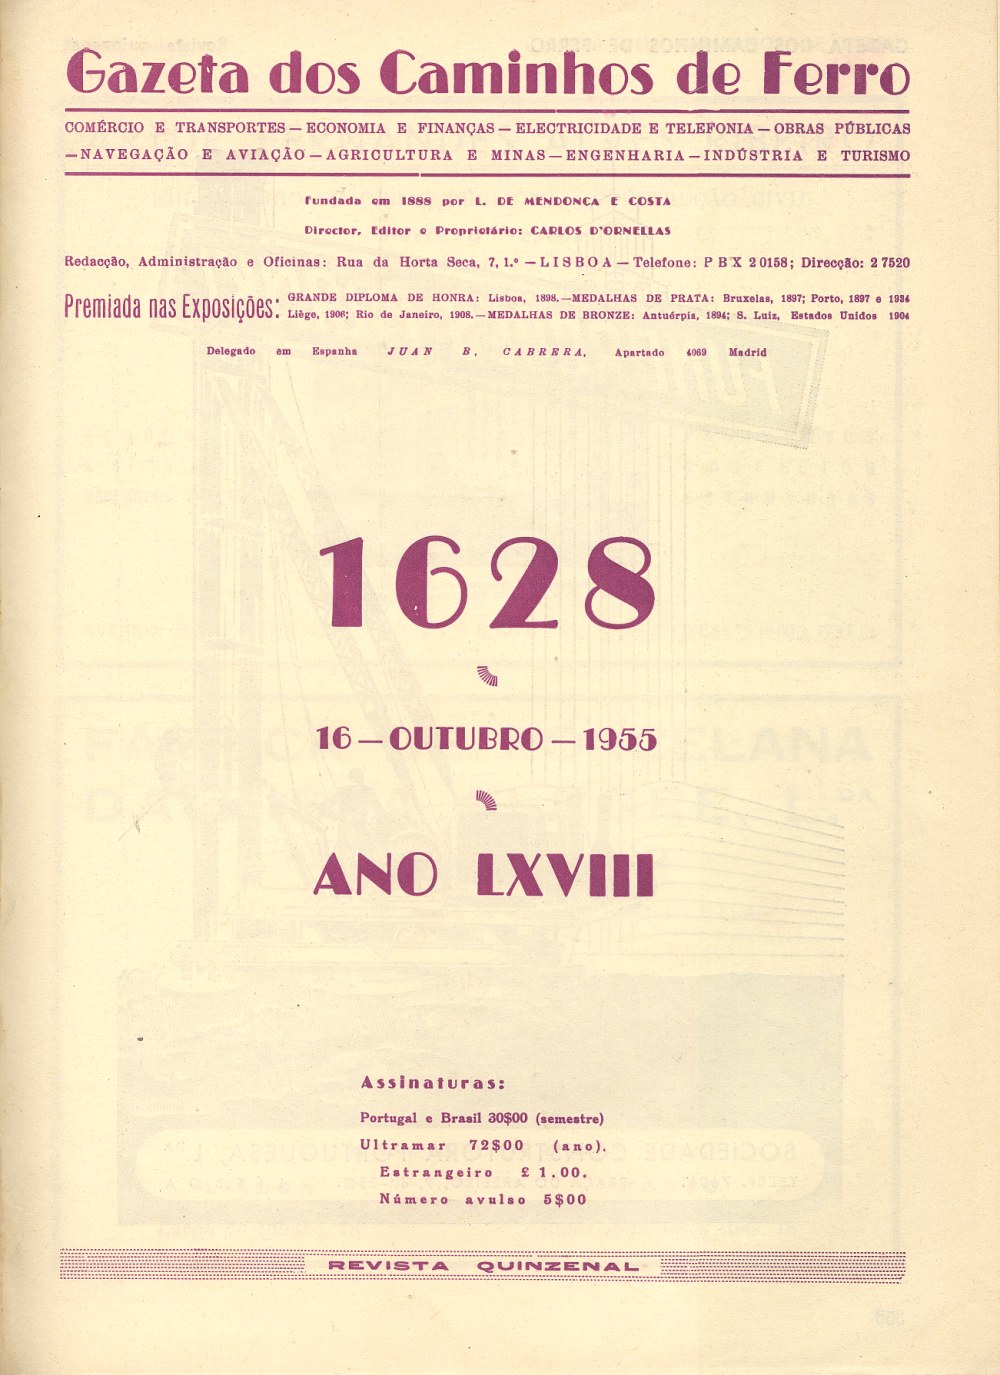 Gazeta dos Caminhos de Ferro
COMÉRCIO E TRANSPORTES — ECONOMIA E FINANÇAS — ELECTRICIDADE E TELEFONIA — OBRAS PÚBLICAS
— NAVEGAÇÃO E AVIAÇÃO — AGRICULTURA E MINAS — ENGENHARIA — INDÚSTRIA E TURISMO
Fundada em 1888 por L. DE MENDONÇA E COSTA
Director, Editor e Proprietário: CARLOS D'ORNELLAS
Redacção, Administração e Oficinas: Rua da Horta Seca, 7, 1.º — LISBOA — Telefone: PBX 20158; Direcção: 27520
Premiada nas Exposições:
GRANDE DIPLOMA DE HONRA: Lisboa, 1898. — MEDALHAS DE PRATA: Bruxelas, 1897; Porto, 1897 e 1934
Liège, 1906; Rio de Janeiro, 1908. — MEDALHAS DE BRONZE: Antuérpia, 1894; S. Luiz, Estados Unidos 1904
Delegado em Espanha JUAN B. CABRERA, Apartado 4069 Madrid
1628
16 — OUTUBRO — 1955
ANO LXVIII
Assinaturas:
Portugal e Brasil 30$00 (semestre)
Ultramar 72$00 (ano).
Estrangeiro £ 1.00.
Número avulso 5$00
REVISTA QUINZENAL